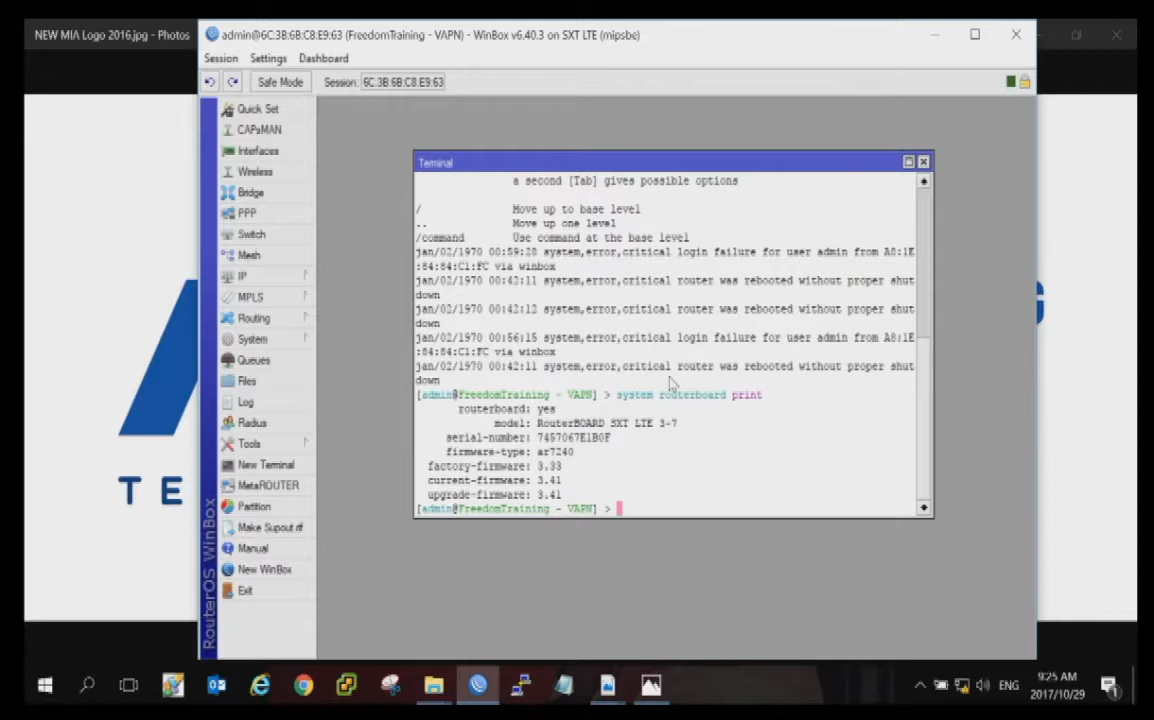 NEW MIA Logo 2016.jpg - Photos
admin@6C:3B:6B:C8:E9:63 (FreedomTraining - VAPN) - WinBox v6.40.3 on SXT LTE (mipsbe)
Session Settings Dashboard
Safe Mode Session: 6C:3B:6B:C8:E9:63
Quick Set
CAPsMAN
Interfaces
Wireless
Bridge
PPP
Switch
Mesh
IP
MPLS
Routing
System
Queues
Files
Log
Radius
Tools
New Terminal
MetaROUTER
Partition
Make Supout.rif
Manual
New WinBox
Exit
RouterOS WinBox
Terminal
a second [Tab] gives possible options
/ Move up to base level
.. Move up one level
/command Use command at the base level
jan/02/1970 00:59:28 system,error,critical login failure for user admin from A8:1E
:84:84:C1:FC via winbox
jan/02/1970 00:42:11 system,error,critical router was rebooted without proper shut
down
jan/02/1970 00:42:12 system,error,critical router was rebooted without proper shut
down
jan/02/1970 00:56:15 system,error,critical login failure for user admin from A8:1E
:84:84:C1:FC via winbox
jan/02/1970 00:42:11 system,error,critical router was rebooted without proper shut
down
[admin@FreedomTraining - VAPN] > system routerboard print
routerboard: yes
model: RouterBOARD SXT LTE 3-7
serial-number: 7457067E1B0F
firmware-type: ar7240
factory-firmware: 3.33
current-firmware: 3.41
upgrade-firmware: 3.41
[admin@FreedomTraining - VAPN] >
TE
G
ENG
9:25 AM
2017/10/29
1